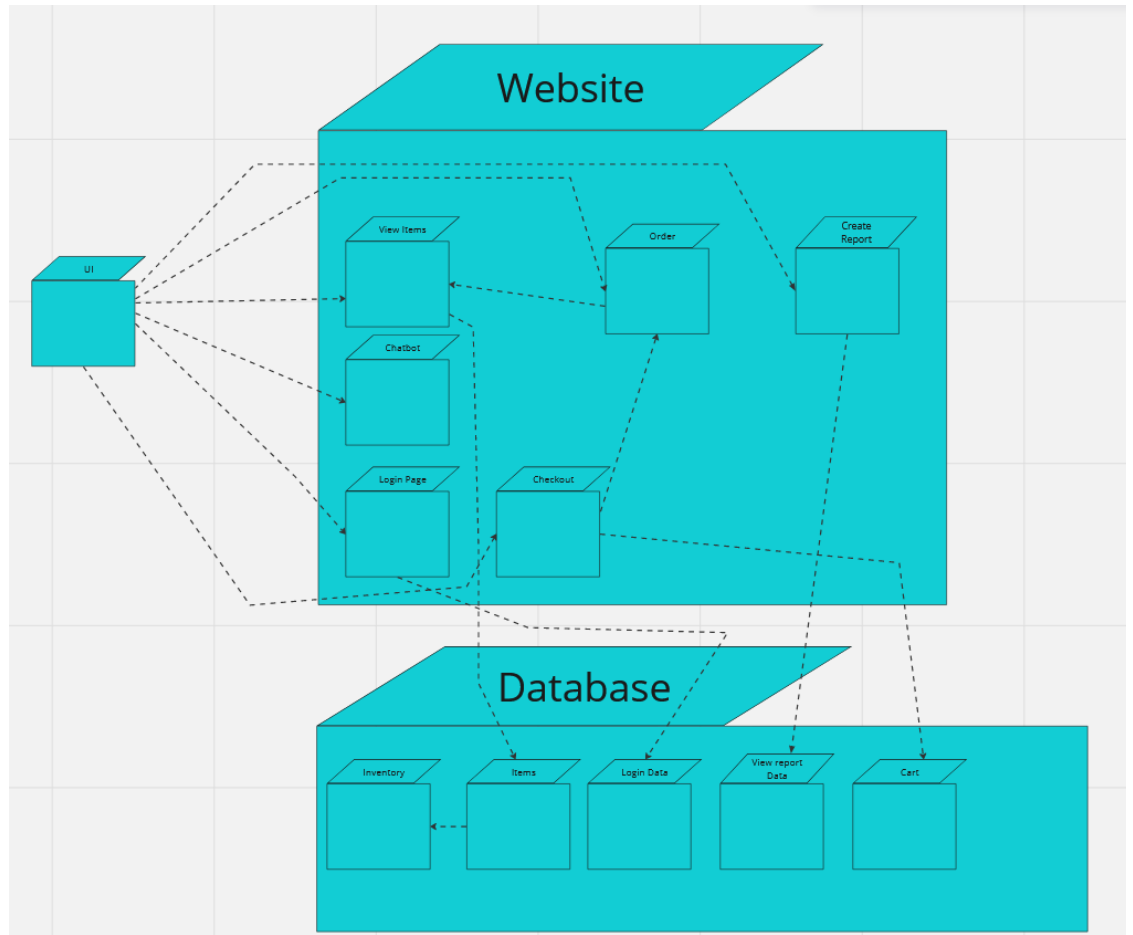 Website
View Items
Order
Create
Report
UI
Chatbot
Login Page
Checkout
Database
Inventory
Items
Login Data
View report
Data
Cart